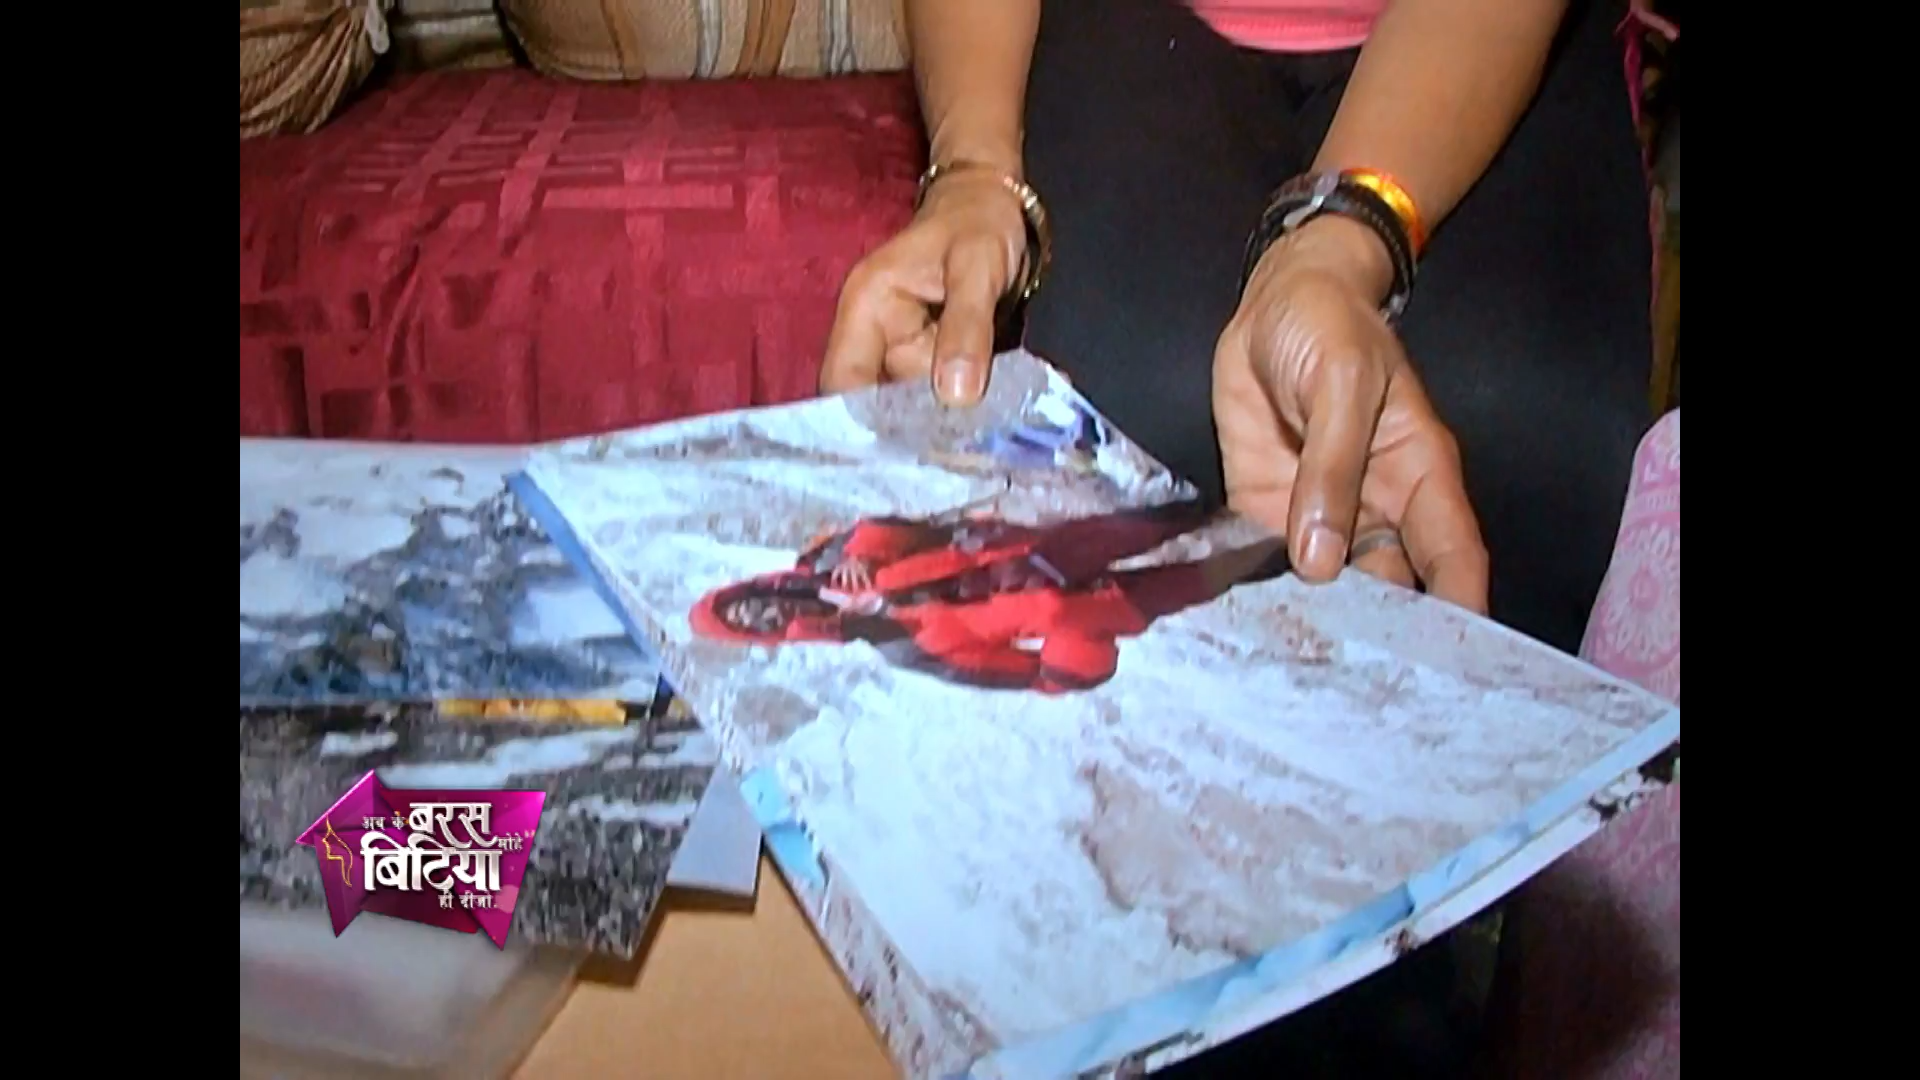 अब के बरस
मोहे
बिटिया
ही दीजो.